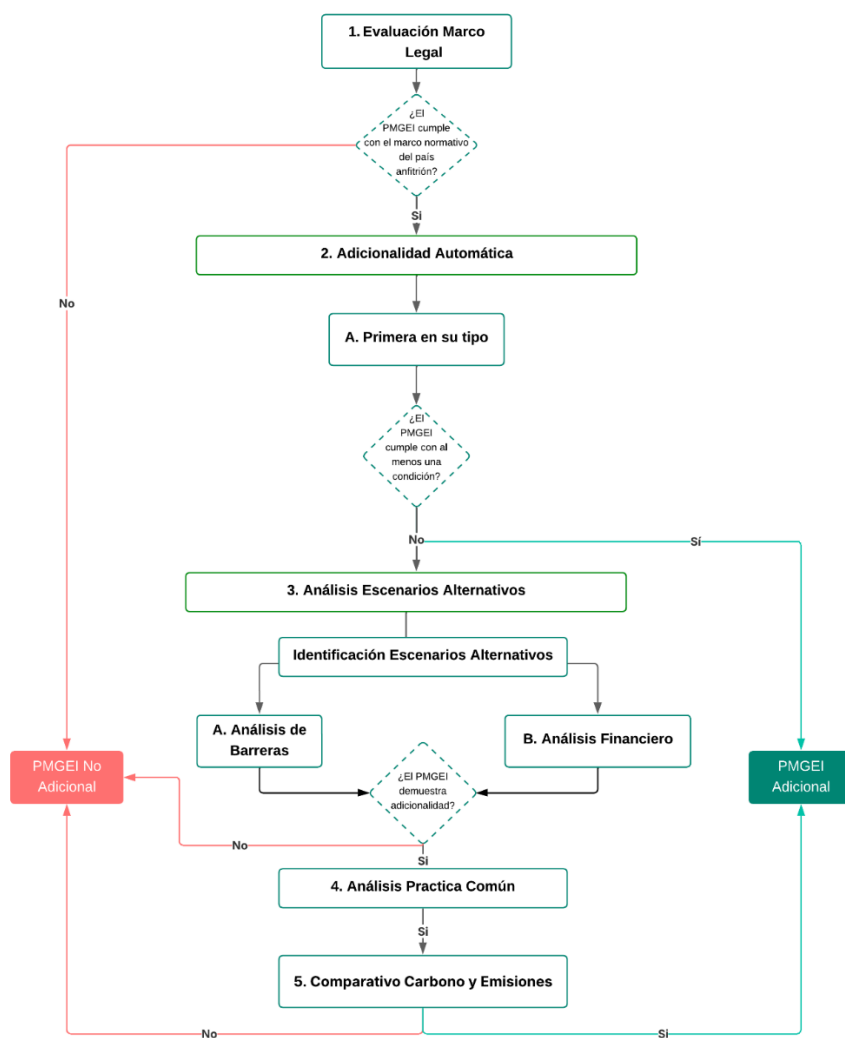 1. Evaluación Marco
Legal
¿El
PMGEI cumple
con el marco normativo
del país
anfitrión?
Si
2. Adicionalidad Automática
No
A. Primera en su tipo
¿El
PMGEI
cumple con al
menos una
condición?
No
Sí
3. Análisis Escenarios Alternativos
Identificación Escenarios Alternativos
A. Análisis de
Barreras
B. Análisis Financiero
PMGEI No
Adicional
¿El PMGEI
demuestra
adicionalidad?
PMGEI
Adicional
No
Si
4. Análisis Practica Común
Si
5. Comparativo Carbono y Emisiones
No
Si